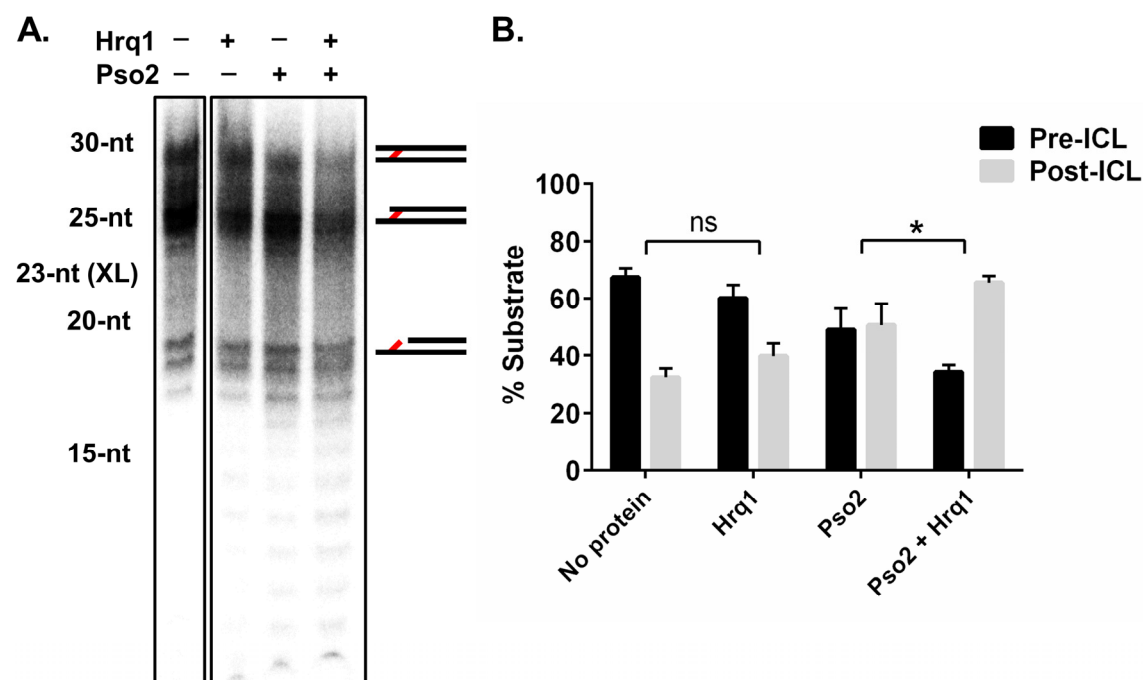 A.
Hrq1 – + – +
Pso2 – – + +
30-nt
25-nt
23-nt (XL)
20-nt
15-nt
B.
Pre-ICL
Post-ICL
% Substrate
100
80
60
40
20
0
ns
*
No protein
Hrq1
Pso2
Pso2 + Hrq1